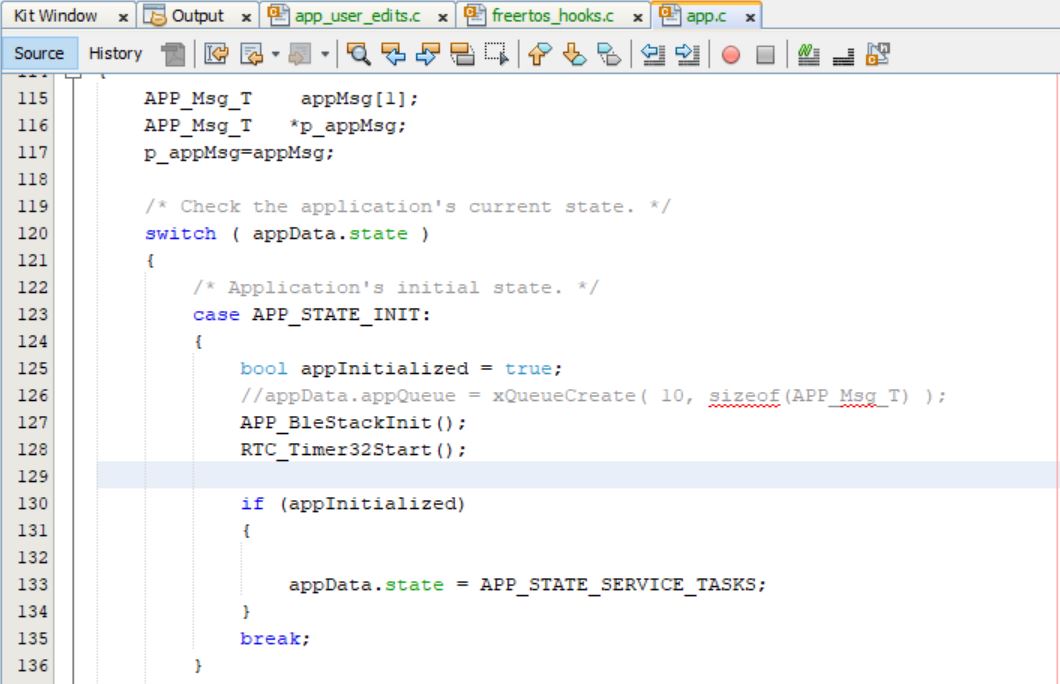 Kit Window x Output x app_user_edits.c x freertos_hooks.c x app.c x
Source History
114 {
115 APP_Msg_T appMsg[1];
116 APP_Msg_T *p_appMsg;
117 p_appMsg=appMsg;
118
119 /* Check the application's current state. */
120 switch ( appData.state )
121 {
122 /* Application's initial state. */
123 case APP_STATE_INIT:
124 {
125 bool appInitialized = true;
126 //appData.appQueue = xQueueCreate( 10, sizeof(APP_Msg_T) );
127 APP_BleStackInit();
128 RTC_Timer32Start();
129
130 if (appInitialized)
131 {
132
133 appData.state = APP_STATE_SERVICE_TASKS;
134 }
135 break;
136 }